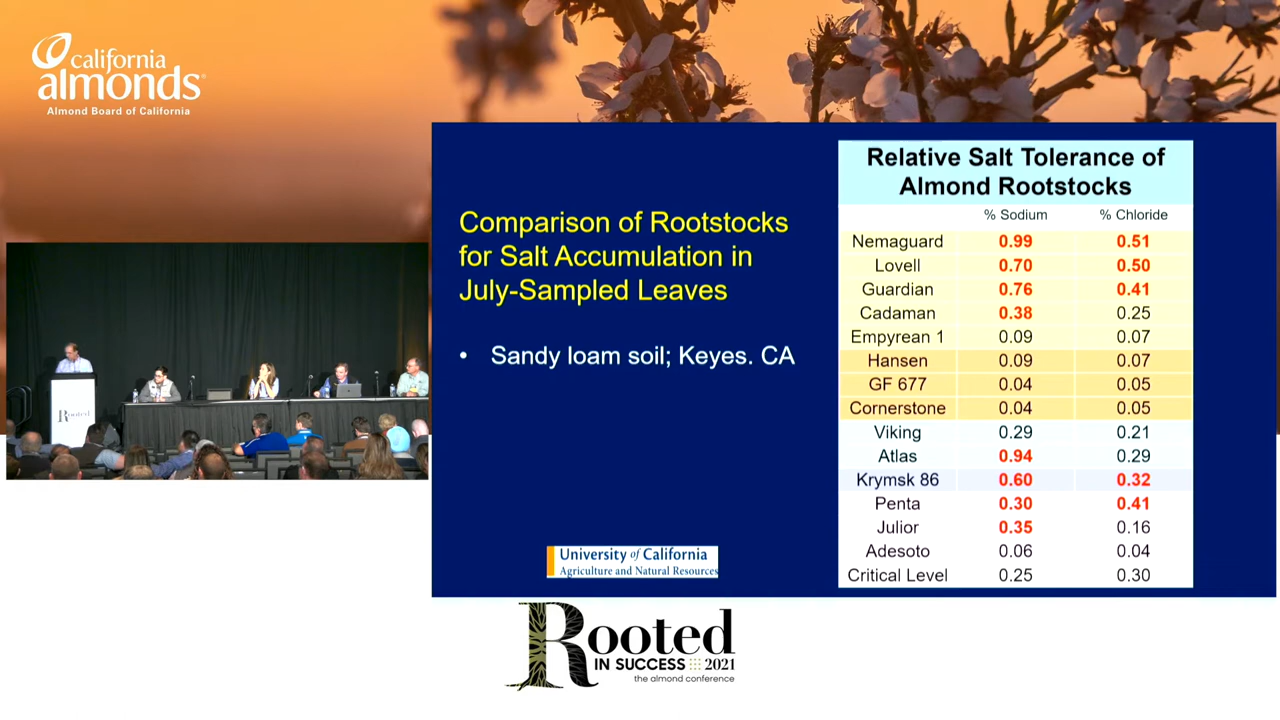 california
almonds
Almond Board of California
Comparison of Rootstocks
for Salt Accumulation in
July-Sampled Leaves
• Sandy loam soil; Keyes. CA
University of California
Agriculture and Natural Resources
Relative Salt Tolerance of
Almond Rootstocks
% Sodium % Chloride
Nemaguard 0.99 0.51
Lovell 0.70 0.50
Guardian 0.76 0.41
Cadaman 0.38 0.25
Empyrean 1 0.09 0.07
Hansen 0.09 0.07
GF 677 0.04 0.05
Cornerstone 0.04 0.05
Viking 0.29 0.21
Atlas 0.94 0.29
Krymsk 86 0.60 0.32
Penta 0.30 0.41
Julior 0.35 0.16
Adesoto 0.06 0.04
Critical Level 0.25 0.30
Rooted
Rooted
IN SUCCESS 2021
the almond conference